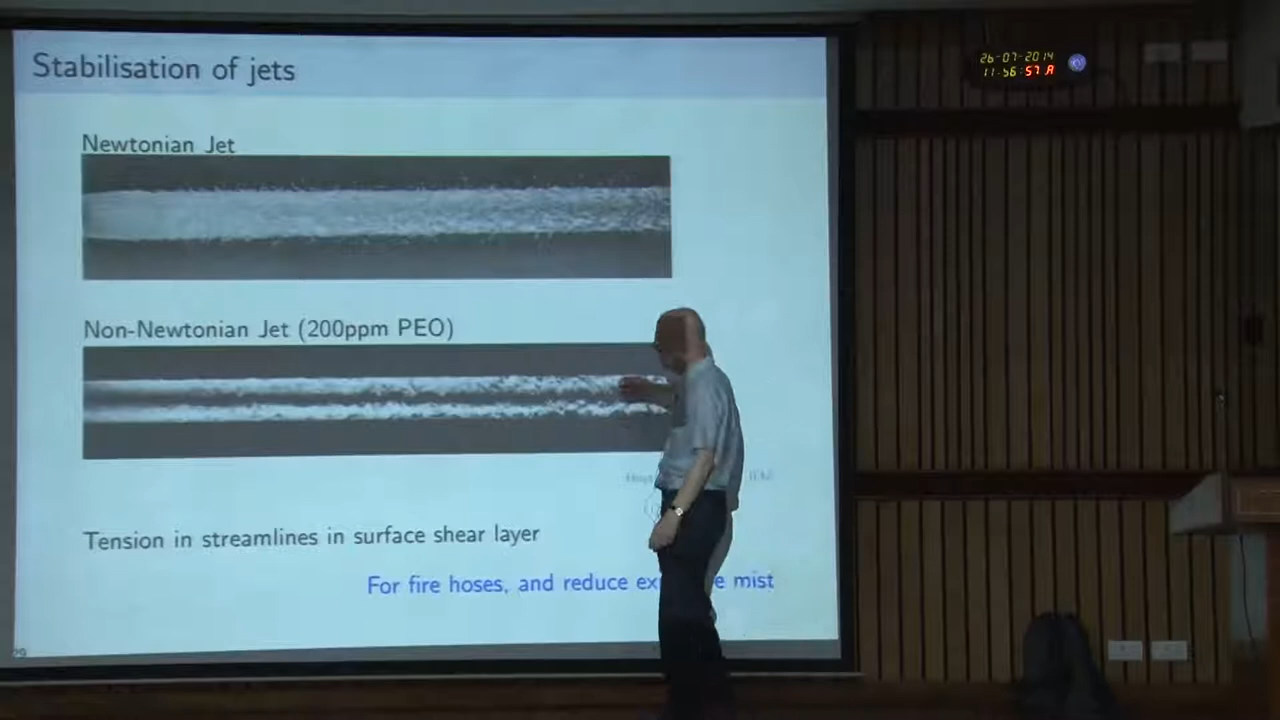 Stabilisation of jets
26-07-2014
11:56:57 A
Newtonian Jet
Non-Newtonian Jet (200ppm PEO)
Tension in streamlines in surface shear layer
For fire hoses, and reduce mist